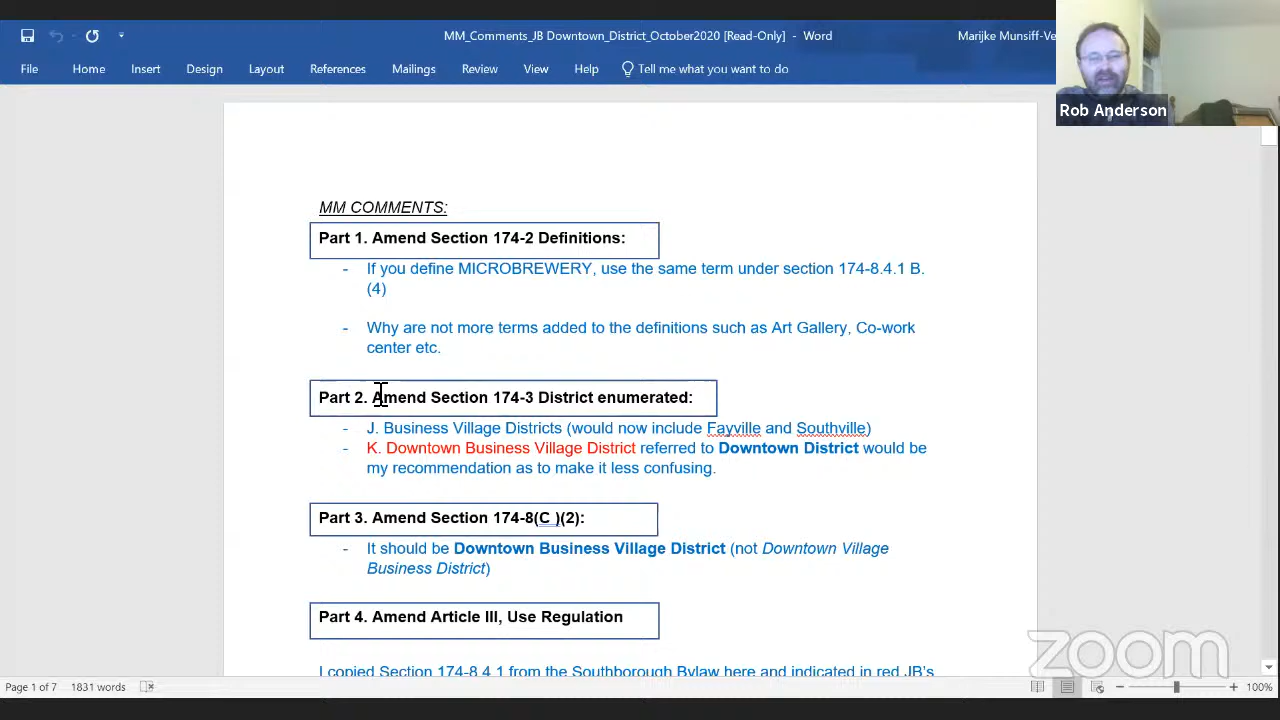 MM_Comments_JB Downtown_District_October2020 [Read-Only] - Word
Marijke Munsiff-Ve
File Home Insert Design Layout References Mailings Review View Help Tell me what you want to do
Rob Anderson
MM COMMENTS:
Part 1. Amend Section 174-2 Definitions:
- If you define MICROBREWERY, use the same term under section 174-8.4.1 B.
(4)
- Why are not more terms added to the definitions such as Art Gallery, Co-work
center etc.
Part 2. Amend Section 174-3 District enumerated:
- J. Business Village Districts (would now include Fayville and Southville)
- K. Downtown Business Village District referred to Downtown District would be
my recommendation as to make it less confusing.
Part 3. Amend Section 174-8(C )(2):
- It should be Downtown Business Village District (not Downtown Village
Business District)
Part 4. Amend Article III, Use Regulation
I copied Section 174-8.4.1 from the Southborough Bylaw here and indicated in red JB's
zoom
Page 1 of 7 1831 words
100%